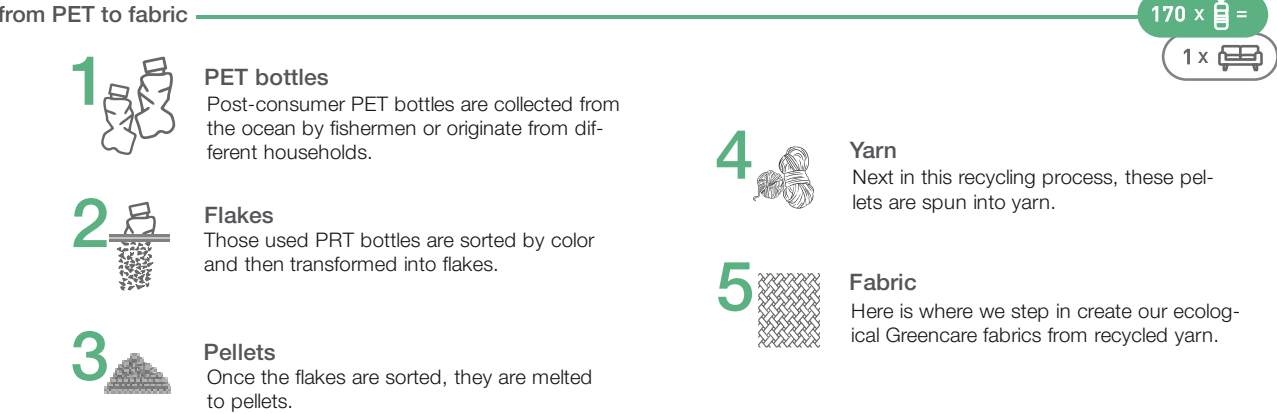 from PET to fabric
170 x =
1 x
1
PET bottles
Post-consumer PET bottles are collected from
the ocean by fishermen or originate from dif-
ferent households.
2
Flakes
Those used PRT bottles are sorted by color
and then transformed into flakes.
3
Pellets
Once the flakes are sorted, they are melted
to pellets.
4
Yarn
Next in this recycling process, these pel-
lets are spun into yarn.
5
Fabric
Here is where we step in create our ecolog-
ical Greencare fabrics from recycled yarn.